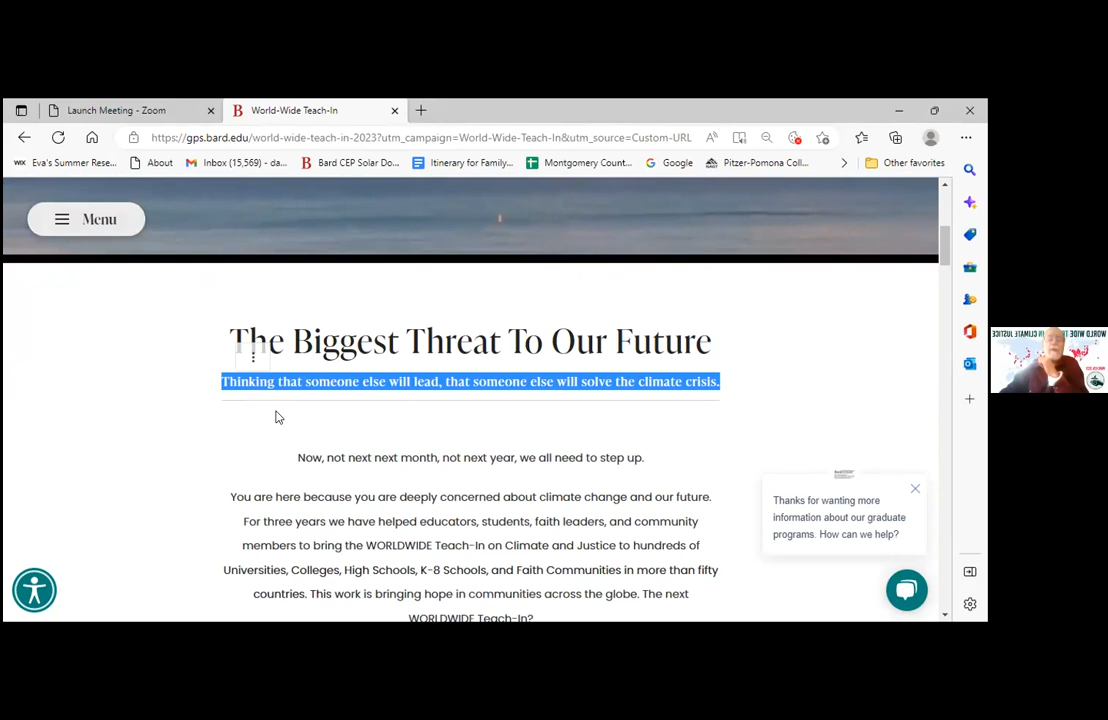 Launch Meeting - Zoom
B World-Wide Teach-In
https://gps.bard.edu/world-wide-teach-in-2023?utm_campaign=World-Wide-Teach-In&utm_source=Custom-URL
WIX Eva's Summer Rese... About Inbox (15,569) - da... B Bard CEP Solar Do... Itinerary for Family,... Montgomery Count... G Google Pitzer-Pomona Coll... Other favorites
Menu
The Biggest Threat To Our Future
Thinking that someone else will lead, that someone else will solve the climate crisis.
Now, not next next month, not next year, we all need to step up.
You are here because you are deeply concerned about climate change and our future.
For three years we have helped educators, students, faith leaders, and community
members to bring the WORLDWIDE Teach-In on Climate and Justice to hundreds of
Universities, Colleges, High Schools, K-8 Schools, and Faith Communities in more than fifty
countries. This work is bringing hope in communities across the globe. The next
WORLDWIDE Teach-In?
Thanks for wanting more
information about our graduate
programs. How can we help?